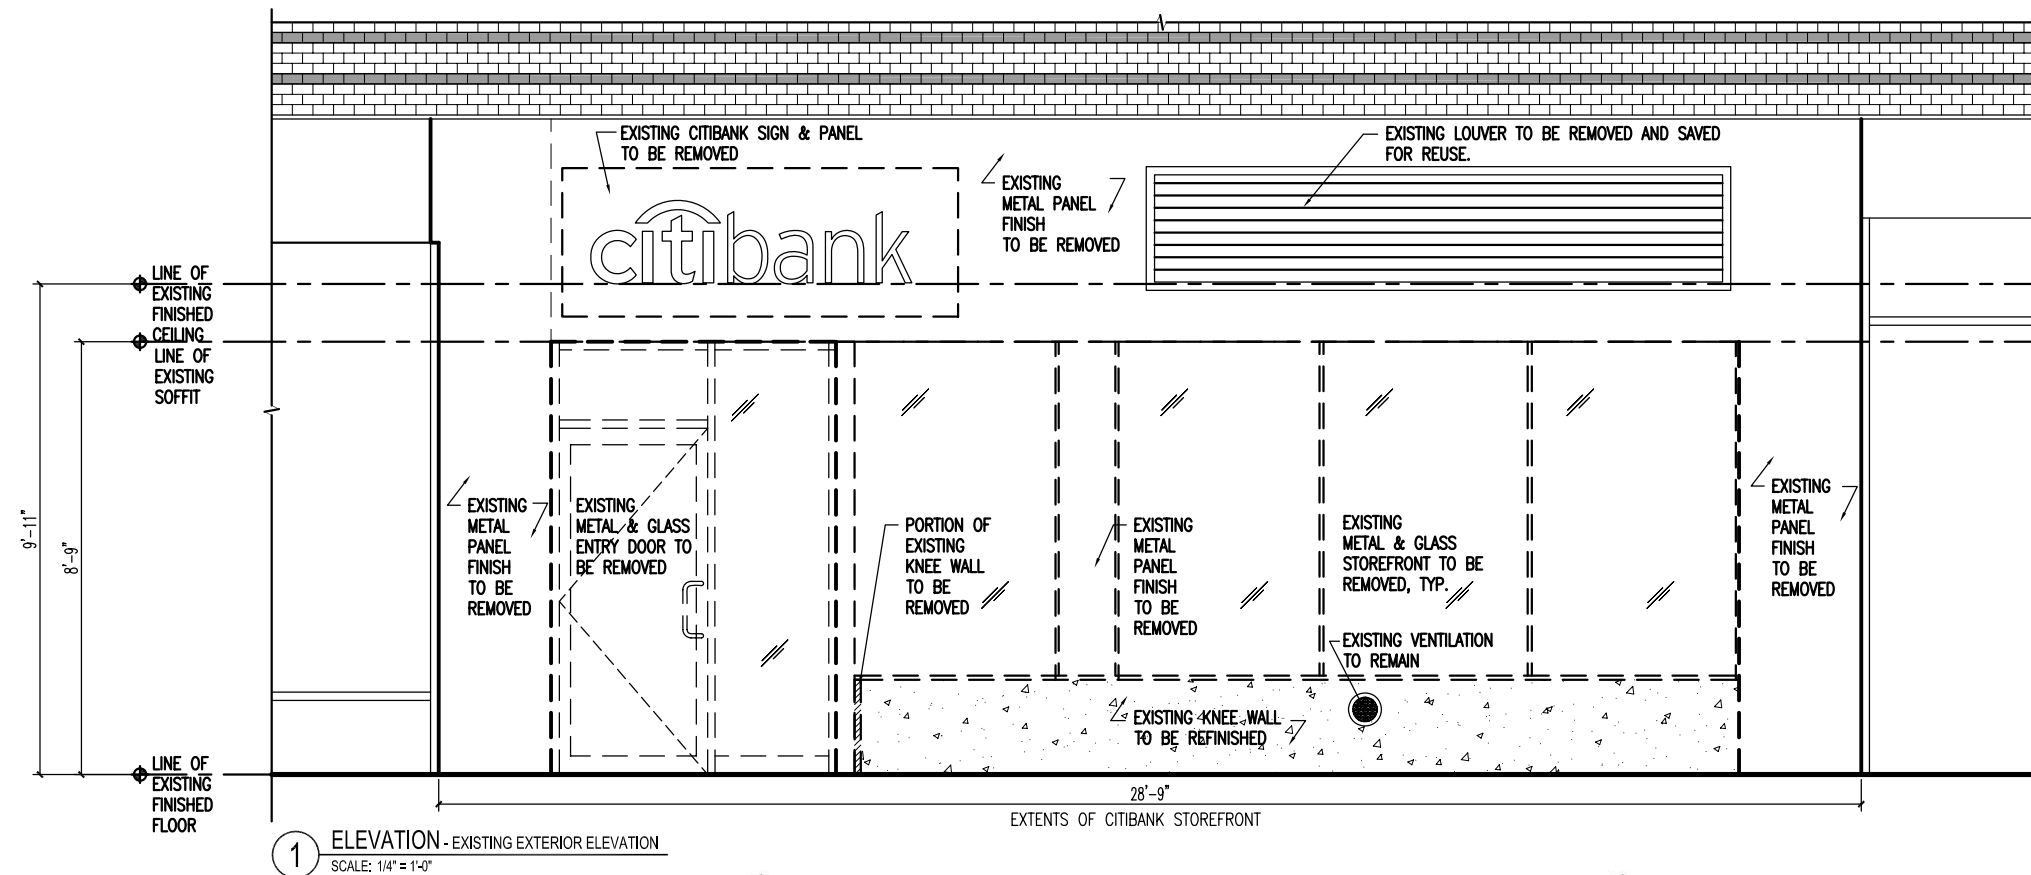 EXISTING CITIBANK SIGN & PANEL
TO BE REMOVED
EXISTING LOUVER TO BE REMOVED AND SAVED
FOR REUSE.
EXISTING
METAL PANEL
FINISH
TO BE REMOVED
citibank
LINE OF
EXISTING
FINISHED
CEILING
LINE OF
EXISTING
SOFFIT
9'-11"
8'-9"
EXISTING
METAL
PANEL
FINISH
TO BE
REMOVED
EXISTING
METAL & GLASS
ENTRY DOOR TO
BE REMOVED
PORTION OF
EXISTING
KNEE WALL
TO BE
REMOVED
EXISTING
METAL
PANEL
FINISH
TO BE
REMOVED
EXISTING
METAL & GLASS
STOREFRONT TO BE
REMOVED, TYP.
EXISTING
METAL
PANEL
FINISH
TO BE
REMOVED
EXISTING VENTILATION
TO REMAIN
EXISTING KNEE WALL
TO BE REFINISHED
LINE OF
EXISTING
FINISHED
FLOOR
28'-9"
EXTENTS OF CITIBANK STOREFRONT
1
ELEVATION - EXISTING EXTERIOR ELEVATION
SCALE: 1/4" = 1'-0"